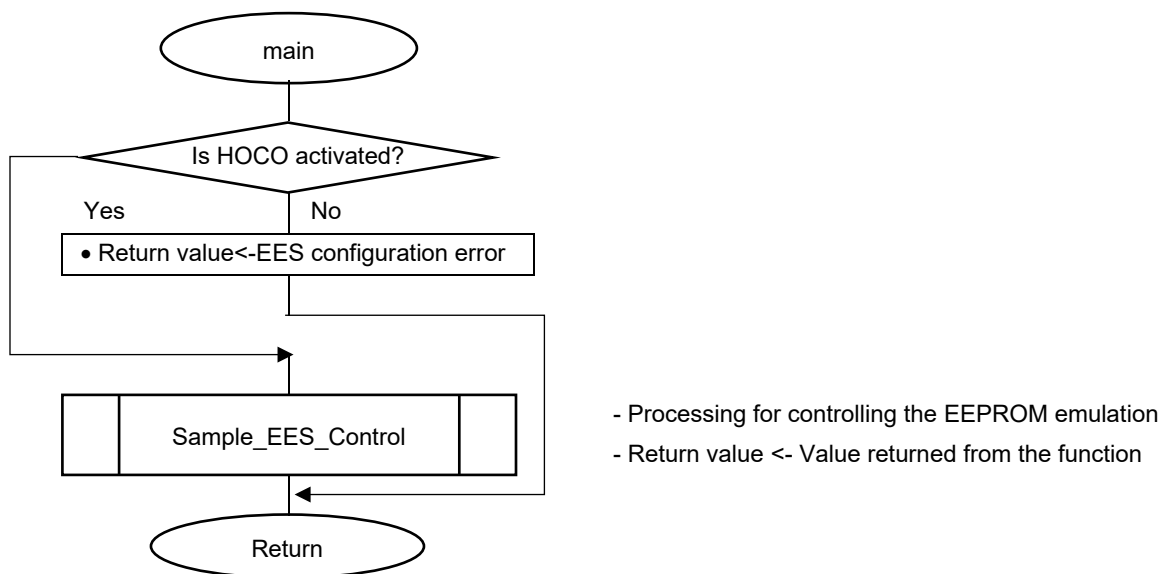 main
Is HOCO activated?
Yes
No
• Return value<-EES configuration error
Sample_EES_Control
- Processing for controlling the EEPROM emulation
- Return value <- Value returned from the function
Return